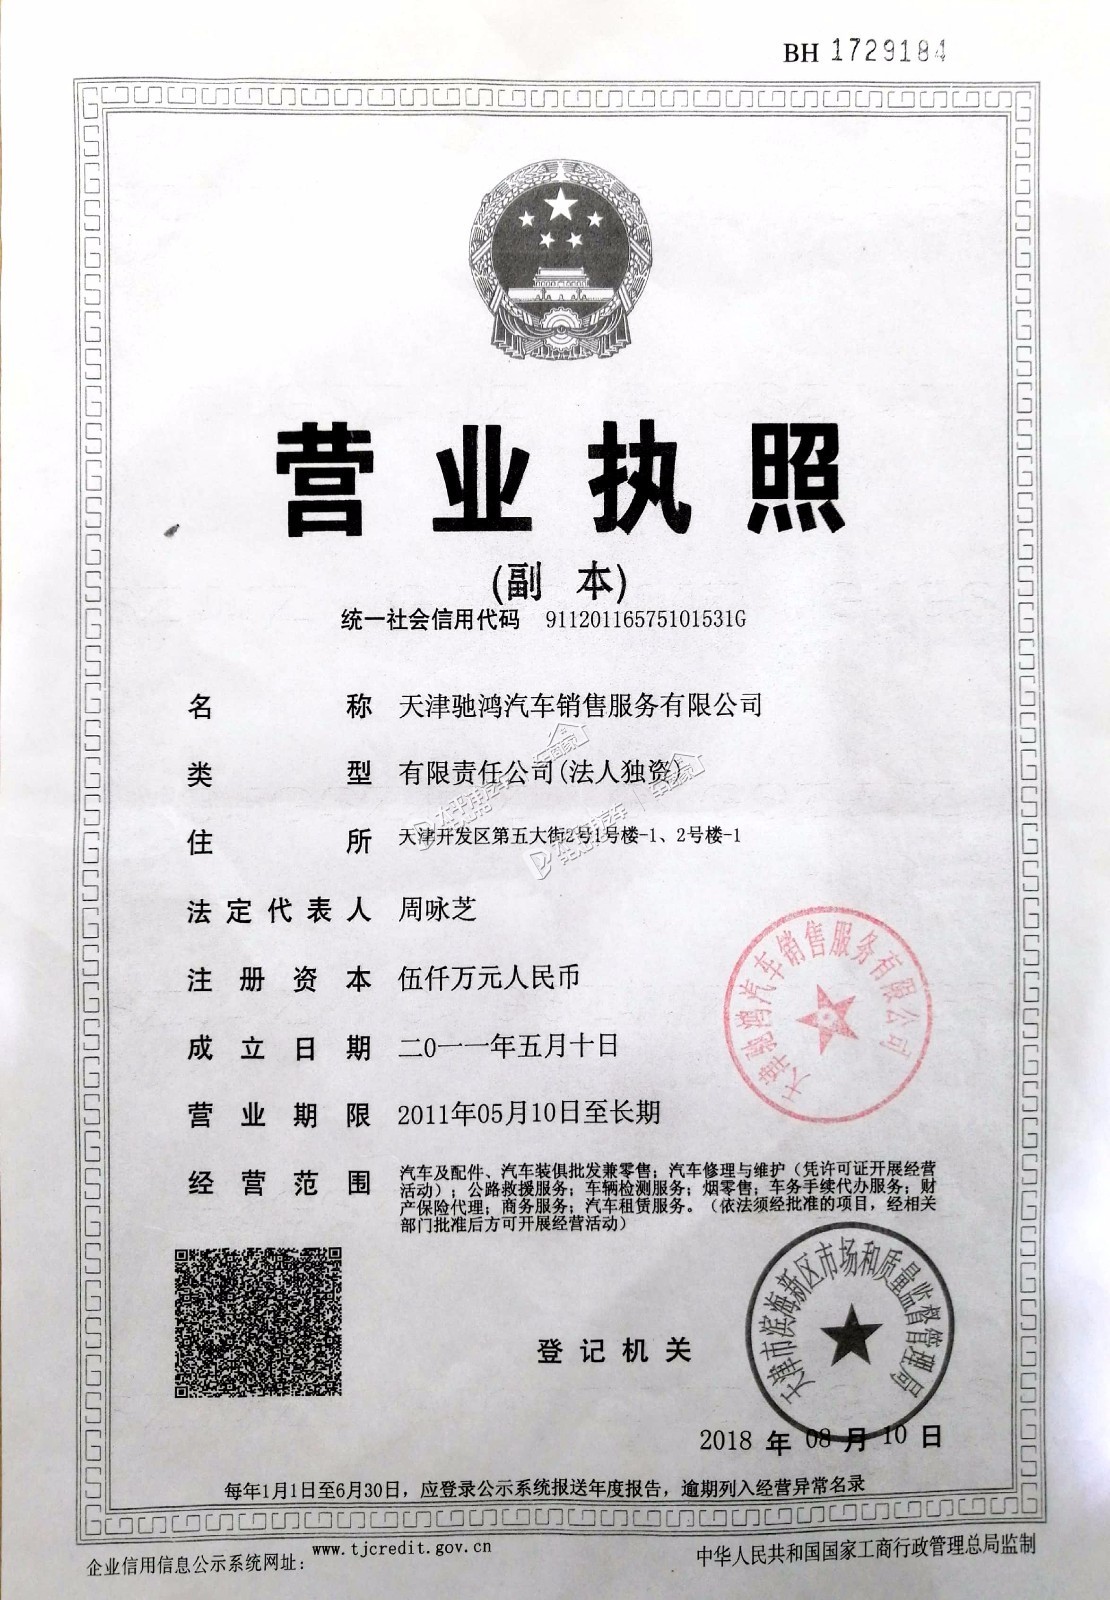 BH 1729184
营业执照
(副 本)
统一社会信用代码 91120116575101531G
名称 天津驰鸿汽车销售服务有限公司
类型 有限责任公司(法人独资)
住所 天津开发区第五大街2号1号楼-1、2号楼-1
法定代表人 周咏芝
注册资本 伍仟万元人民币
成立日期 二0一一年五月十日
营业期限 2011年05月10日至长期
经营范围 汽车及配件、汽车装俱批发兼零售；汽车修理与维护（凭许可证开展经营
活动）；公路救援服务；车辆检测服务；烟零售；车务手续代办服务；财
产保险代理；商务服务；汽车租赁服务。（依法须经批准的项目，经相关
部门批准后方可开展经营活动）
天津驰鸿汽车销售服务有限公司
登记机关
天津市滨海新区市场和质量监督管理局
2018 年 08 月 10 日
每年1月1日至6月30日，应登录公示系统报送年度报告，逾期列入经营异常名录
企业信用信息公示系统网址： www.tjcredit.gov.cn
中华人民共和国国家工商行政管理总局监制
太平洋汽车 车商家
太平洋汽车 车商家